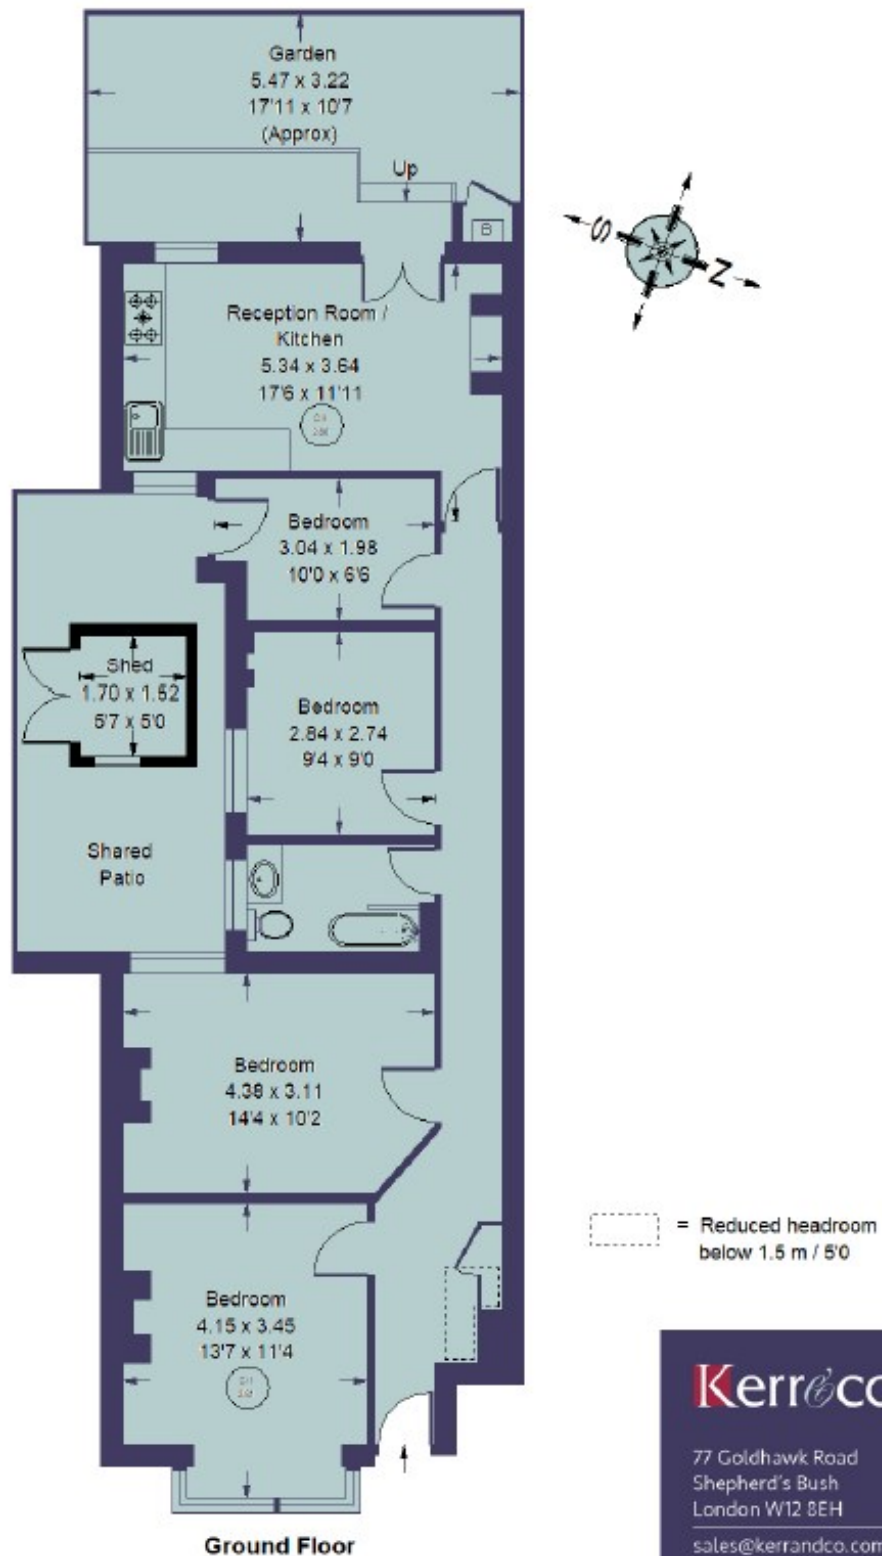 Garden
5.47 x 3.22
17'11 x 10'7
(Approx)
Up
B
S
N
Reception Room /
Kitchen
5.34 x 3.64
17'6 x 11'11
Bedroom
3.04 x 1.98
10'0 x 6'6
Shed
1.70 x 1.52
5'7 x 5'0
Bedroom
2.84 x 2.74
9'4 x 9'0
Shared
Patio
Bedroom
4.38 x 3.11
14'4 x 10'2
= Reduced headroom
below 1.5 m / 5'0
Bedroom
4.15 x 3.45
13'7 x 11'4
Ground Floor
Kerr&co
77 Goldhawk Road
Shepherd's Bush
London W12 8EH
sales@kerrandco.com